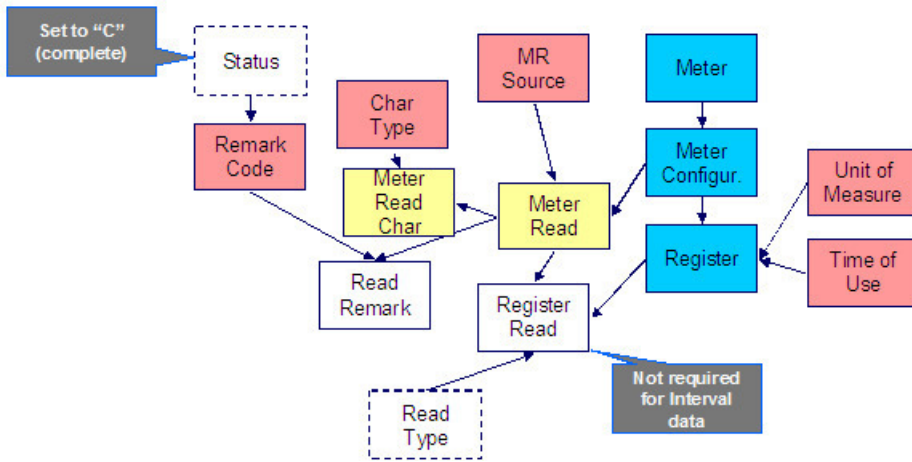 Set to “C”
(complete)
Status
MR
Source
Meter
Char
Type
Remark
Code
Meter
Configur.
Unit of
Measure
Meter
Read
Char
Meter
Read
Register
Time of
Use
Read
Remark
Register
Read
Not required
for Interval
data
Read
Type